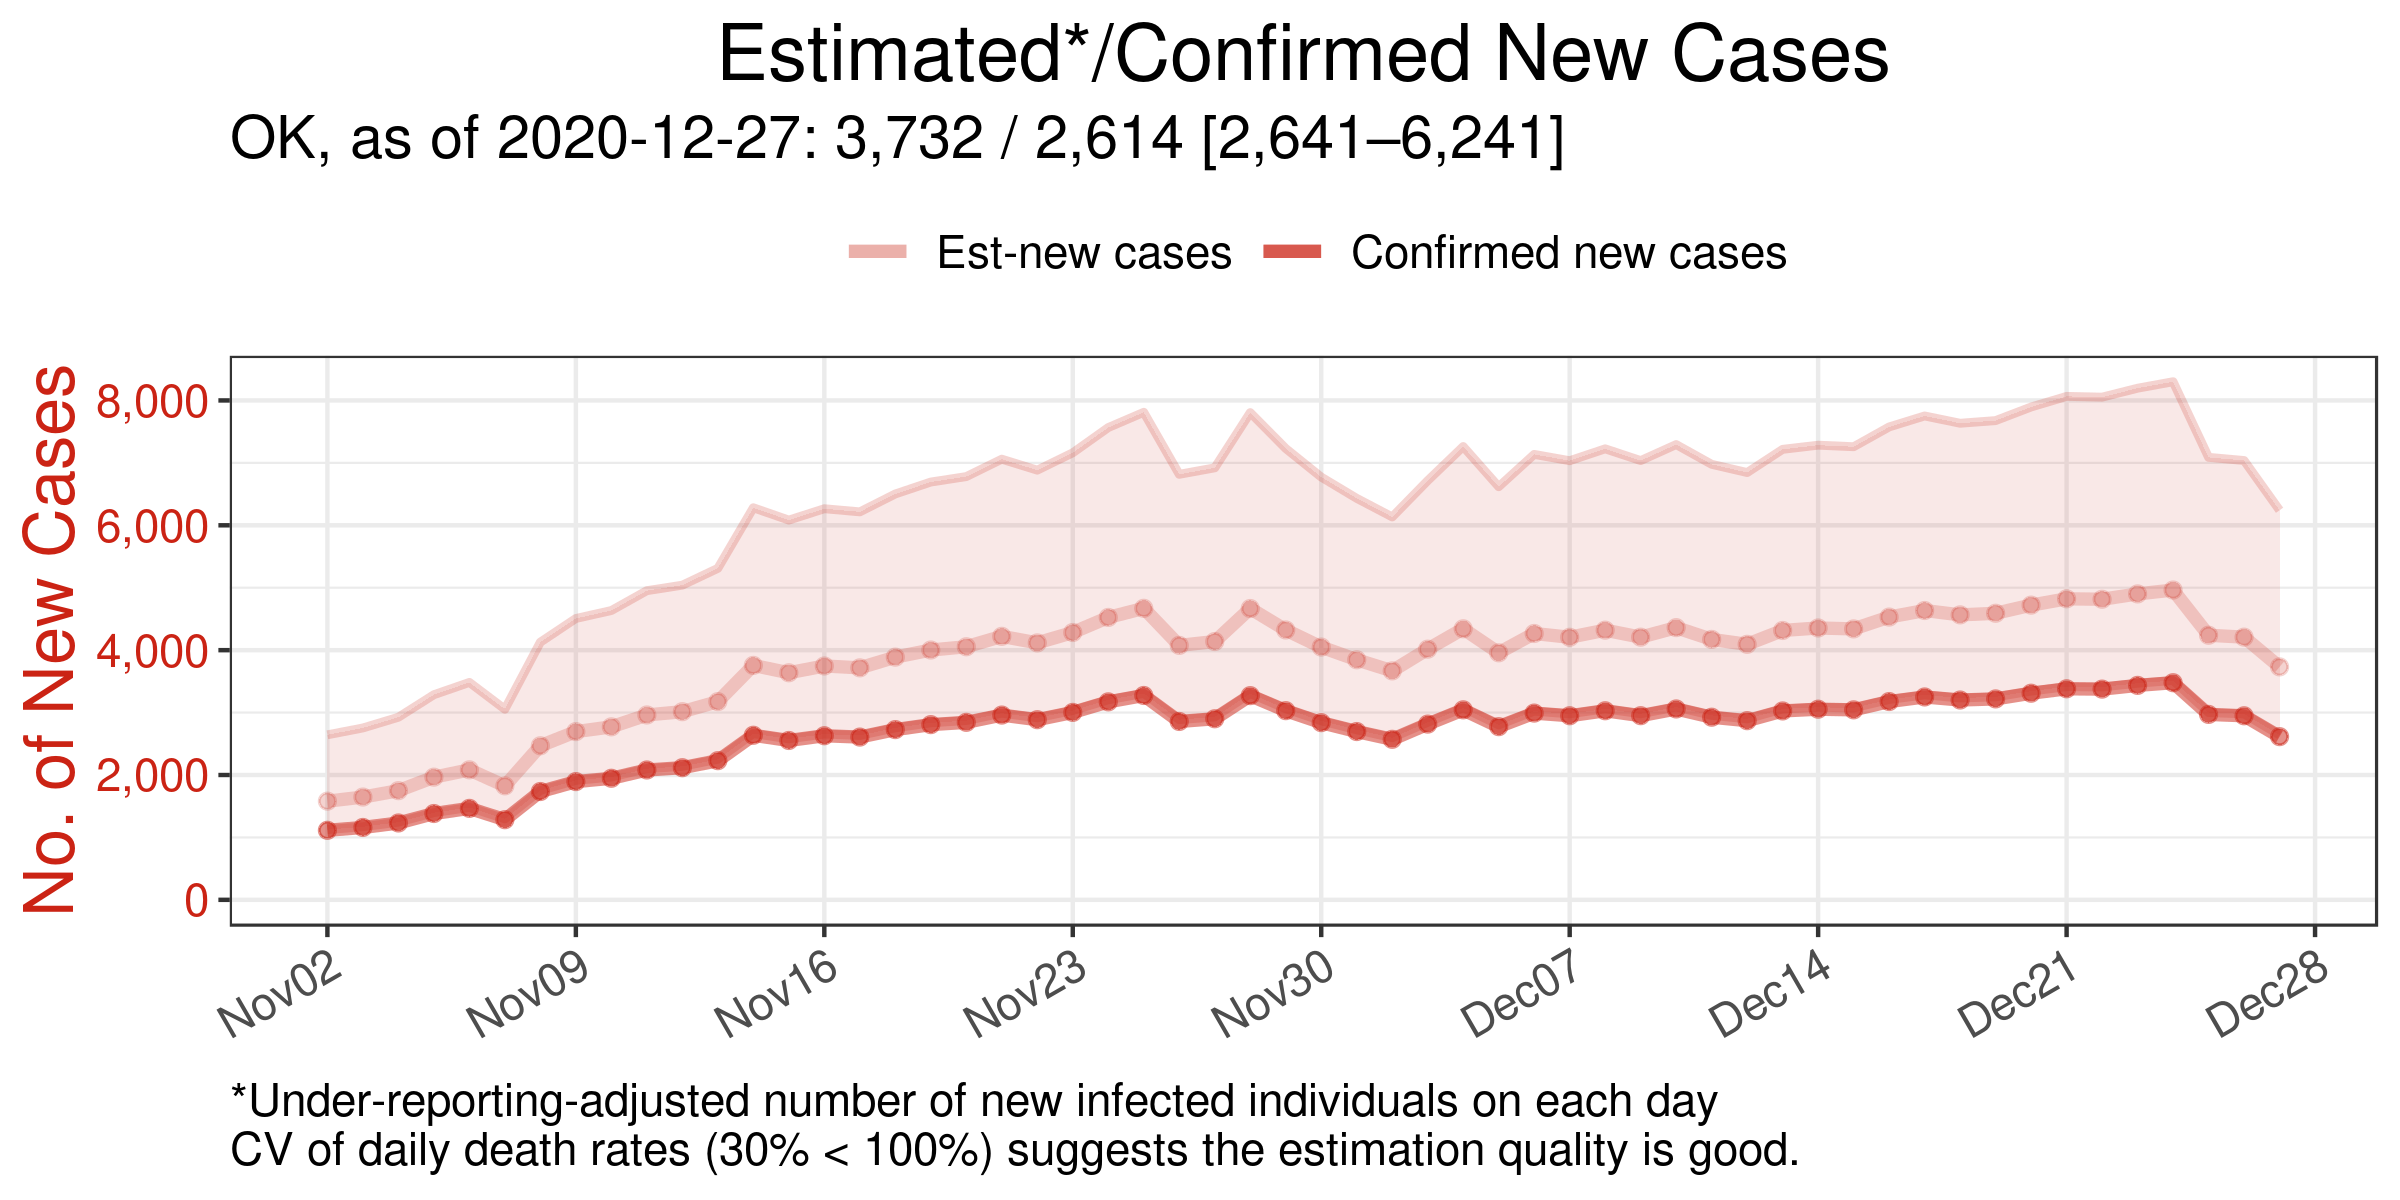 Estimated*/Confirmed New Cases
OK, as of 2020-12-27: 3,732 / 2,614 [2,641–6,241]
Est-new cases
Confirmed new cases
No. of New Cases
8,000
6,000
4,000
2,000
0
Nov02
Nov09
Nov16
Nov23
Nov30
Dec07
Dec14
Dec21
Dec28
*Under-reporting-adjusted number of new infected individuals on each day
CV of daily death rates (30% < 100%) suggests the estimation quality is good.